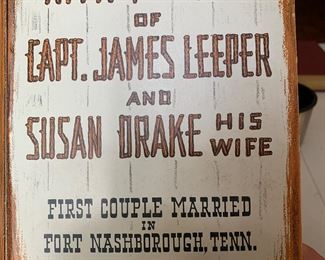 OF
CAPT. JAMES LEEPER
AND
SUSAN DRAKE HIS WIFE
FIRST COUPLE MARRIED
IN
FORT NASHBOROUGH, TENN.